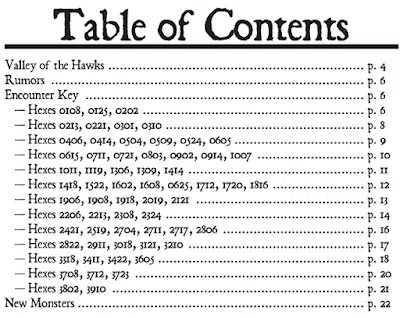 Table of Contents
Valley of the Hawks ........ p. 4
Rumors ........ p. 6
Encounter Key ........ p. 6
— Hexes 0108, 0125, 0202 ........ p. 6
— Hexes 0213, 0221, 0301, 0310 ........ p. 8
— Hexes 0406, 0414, 0504, 0509, 0524, 0605 ........ p. 9
— Hexes 0615, 0711, 0721, 0803, 0902, 0914, 1007 ........ p. 10
— Hexes 1011, 1119, 1306, 1309, 1414 ........ p. 11
— Hexes 1418, 1522, 1602, 1608, 0625, 1712, 1720, 1816 ........ p. 12
— Hexes 1906, 1908, 1918, 2019, 2121 ........ p. 13
— Hexes 2206, 2213, 2308, 2324 ........ p. 14
— Hexes 2421, 2519, 2704, 2711, 2717, 2806 ........ p. 16
— Hexes 2822, 2911, 3018, 3121, 3210 ........ p. 17
— Hexes 3318, 3411, 3422, 3605 ........ p. 18
— Hexes 3708, 3712, 3723 ........ p. 20
— Hexes 3802, 3910 ........ p. 21
New Monsters ........ p. 22